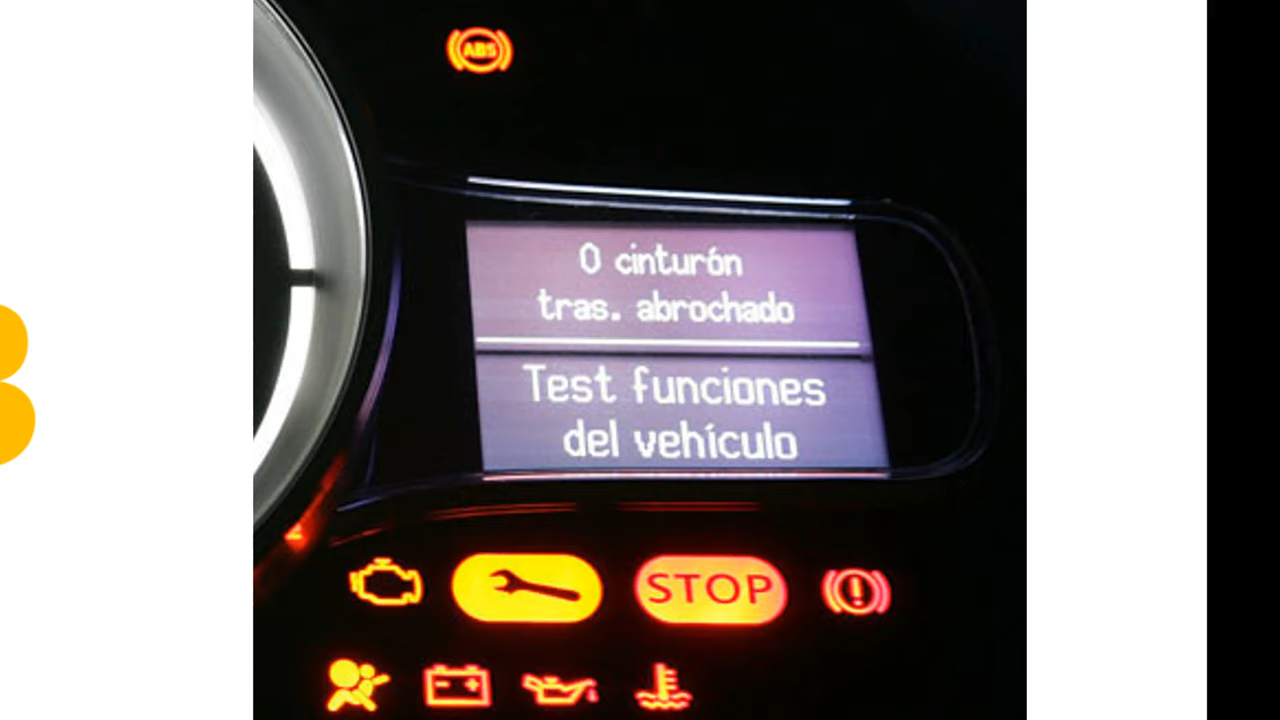 ABS
0 cinturón
tras. abrochado
Test funciones
del vehículo
STOP